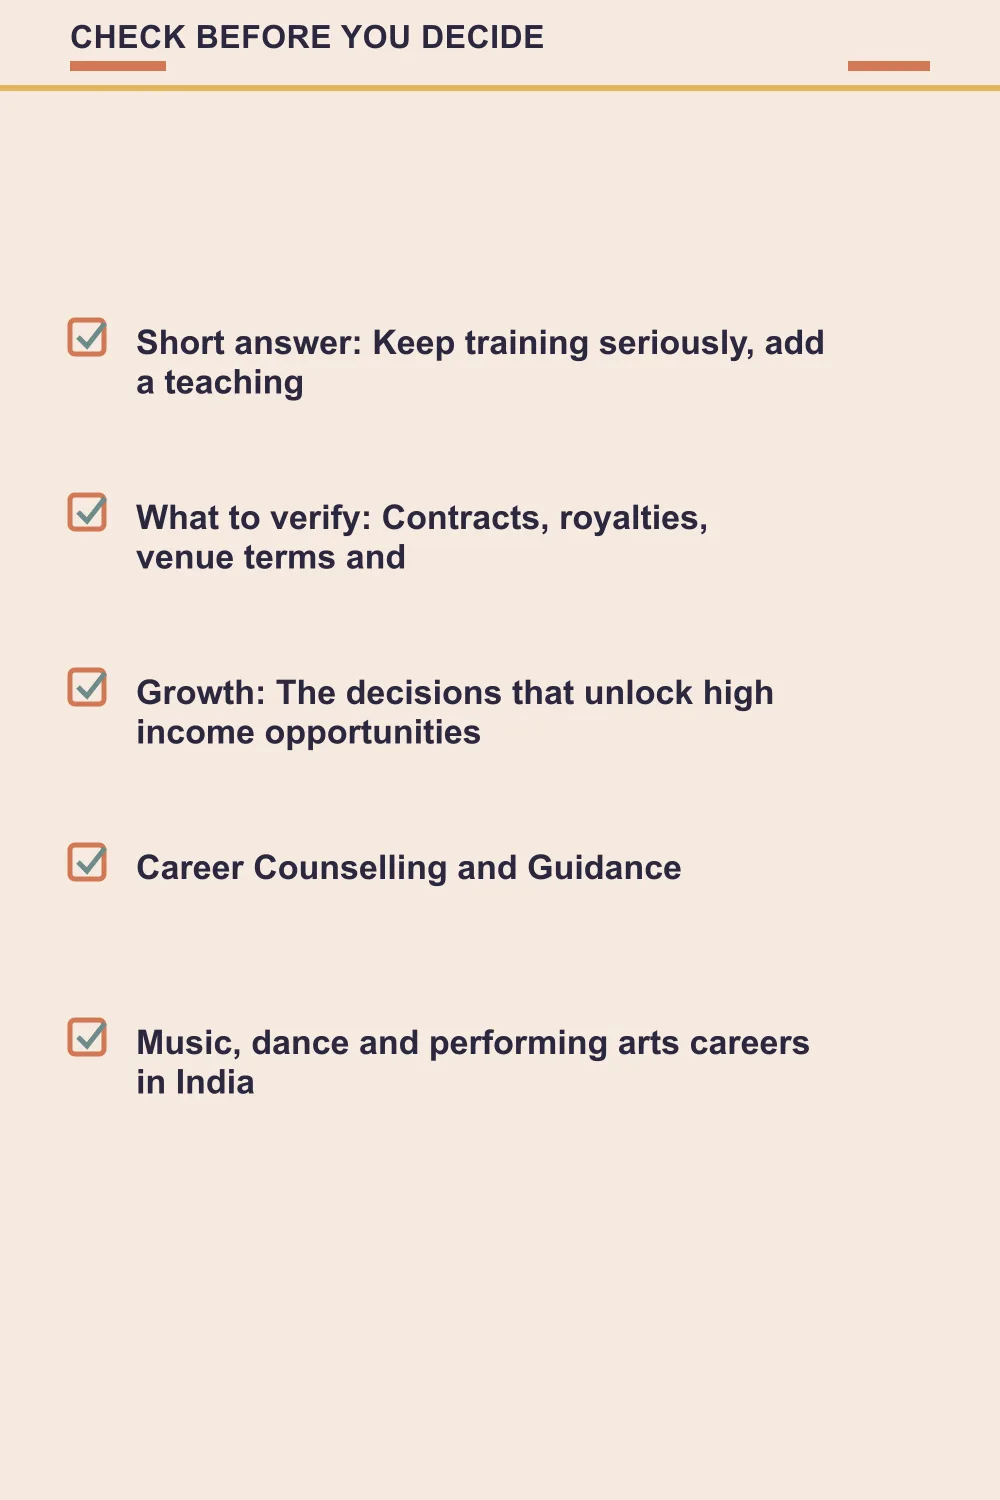 CHECK BEFORE YOU DECIDE
Short answer: Keep training seriously, add
a teaching
What to verify: Contracts, royalties,
venue terms and
Growth: The decisions that unlock high
income opportunities
Career Counselling and Guidance
Music, dance and performing arts careers
in India